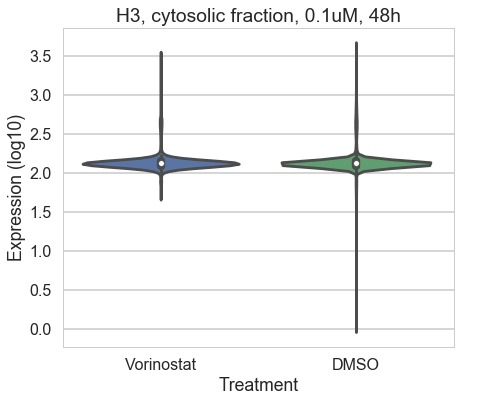 H3, cytosolic fraction, 0.1uM, 48h
Expression (log10)
3.5
3.0
2.5
2.0
1.5
1.0
0.5
0.0
Vorinostat
DMSO
Treatment